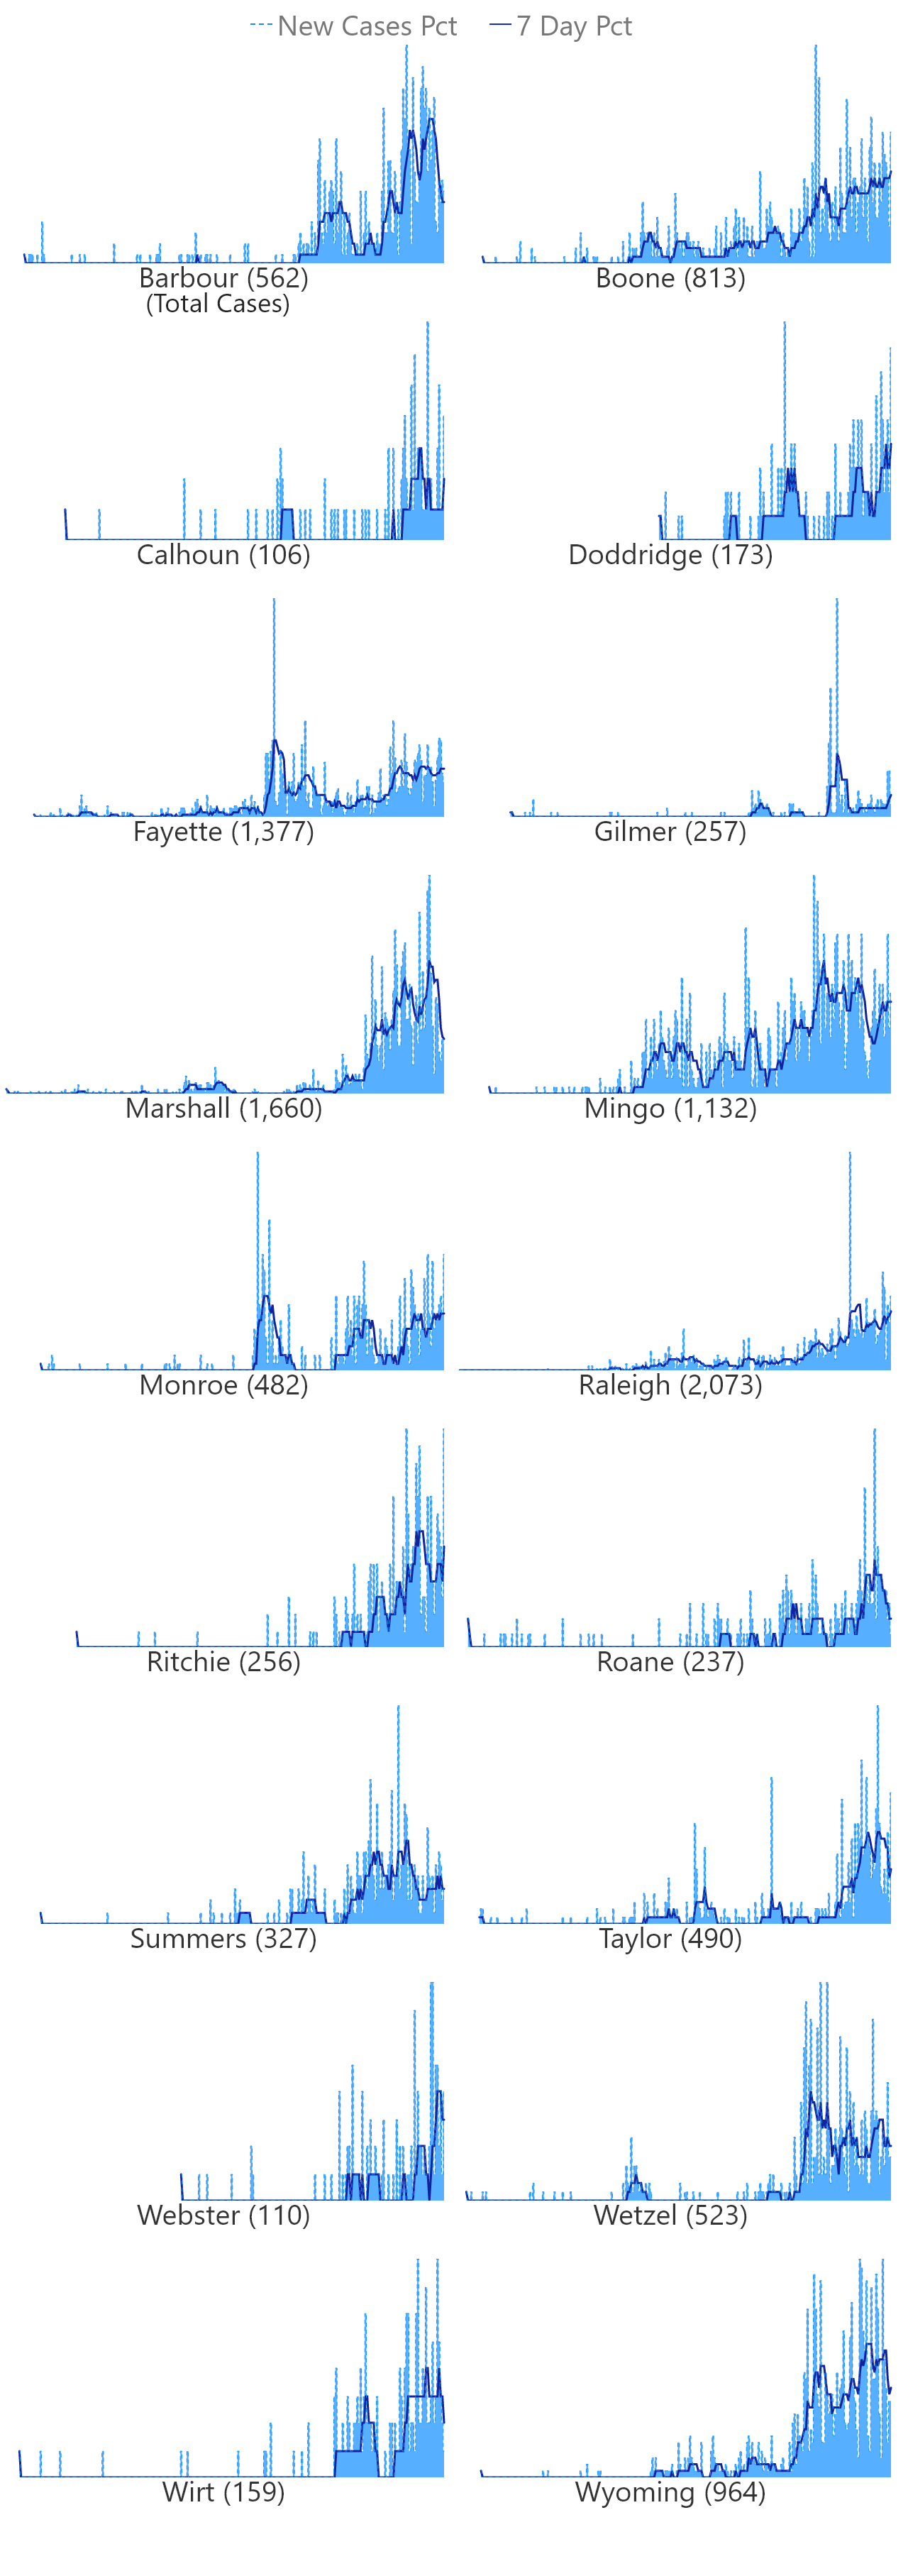 New Cases Pct 7 Day Pct
Barbour (562) Boone (813)
(Total Cases)
Calhoun (106) Doddridge (173)
Fayette (1,377) Gilmer (257)
Marshall (1,660) Mingo (1,132)
Monroe (482) Raleigh (2,073)
Ritchie (256) Roane (237)
Summers (327) Taylor (490)
Webster (110) Wetzel (523)
Wirt (159) Wyoming (964)